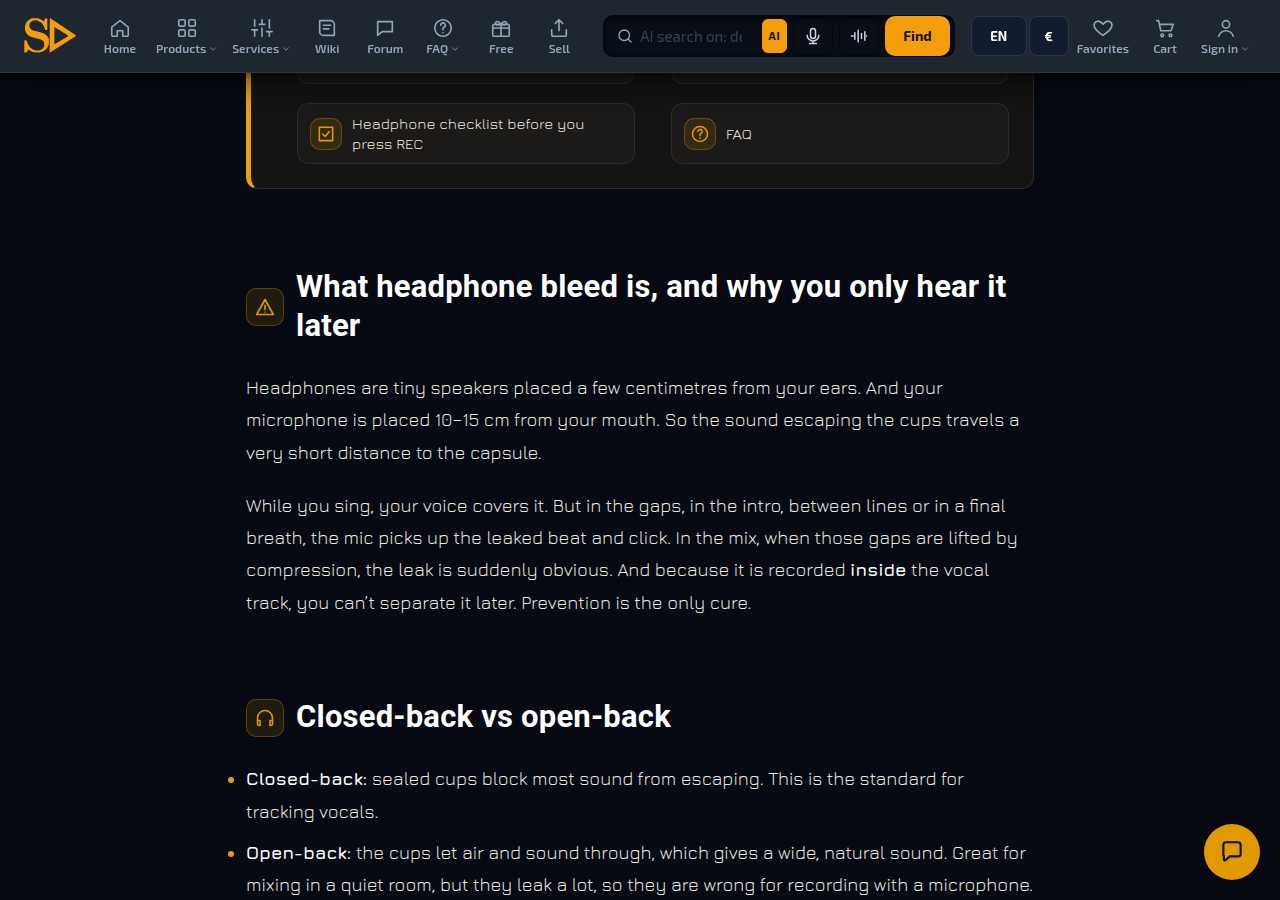 SD
Home
Products
Services
Wiki
Forum
FAQ
Free
Sell
AI search on: d
AI
Find
EN
€
Favorites
Cart
Sign in
Headphone checklist before you
press REC
FAQ
What headphone bleed is, and why you only hear it
later
Headphones are tiny speakers placed a few centimetres from your ears. And your
microphone is placed 10–15 cm from your mouth. So the sound escaping the cups travels a
very short distance to the capsule.
While you sing, your voice covers it. But in the gaps, in the intro, between lines or in a final
breath, the mic picks up the leaked beat and click. In the mix, when those gaps are lifted by
compression, the leak is suddenly obvious. And because it is recorded inside the vocal
track, you can’t separate it later. Prevention is the only cure.
Closed-back vs open-back
Closed-back: sealed cups block most sound from escaping. This is the standard for
tracking vocals.
Open-back: the cups let air and sound through, which gives a wide, natural sound. Great for
mixing in a quiet room, but they leak a lot, so they are wrong for recording with a microphone.